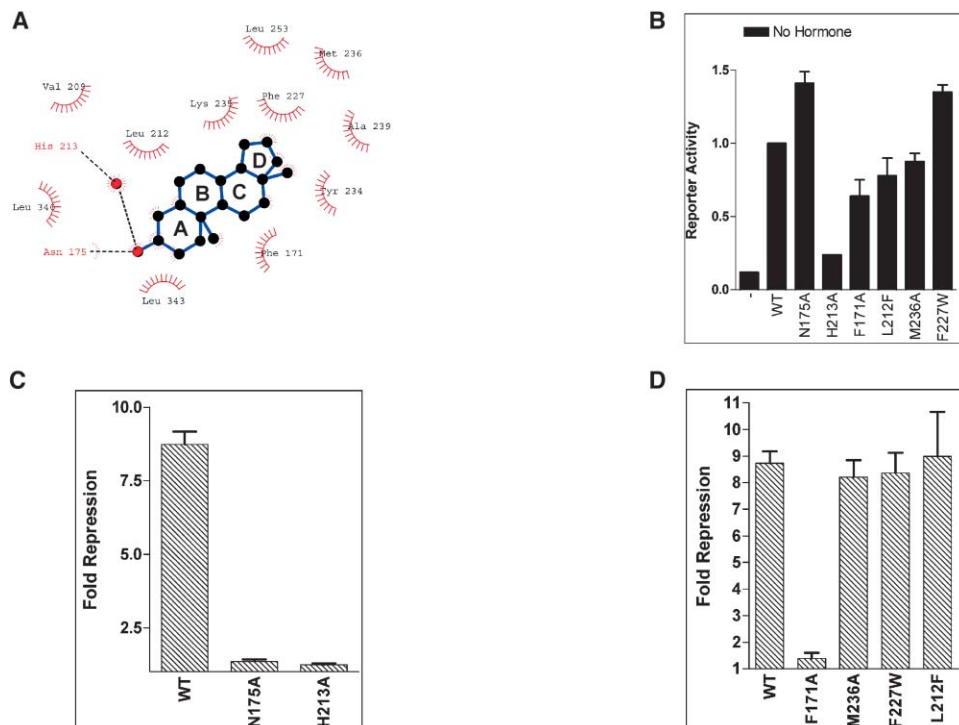 A
Leu 253
Met 236
Val 209
Lys 235
Phe 227
Ala 239
Leu 212
His 213
D
B
C
Tyr 234
Leu 340
A
Asn 175
Phe 171
Leu 343
B
No Hormone
Reporter Activity
1.5
1.0
0.5
0.0
-
WT
N175A
H213A
F171A
L212F
M236A
F227W
C
Fold Repression
10.0
7.5
5.0
2.5
WT
N175A
H213A
D
Fold Repression
11
10
9
8
7
6
5
4
3
2
1
WT
F171A
M236A
F227W
L212F